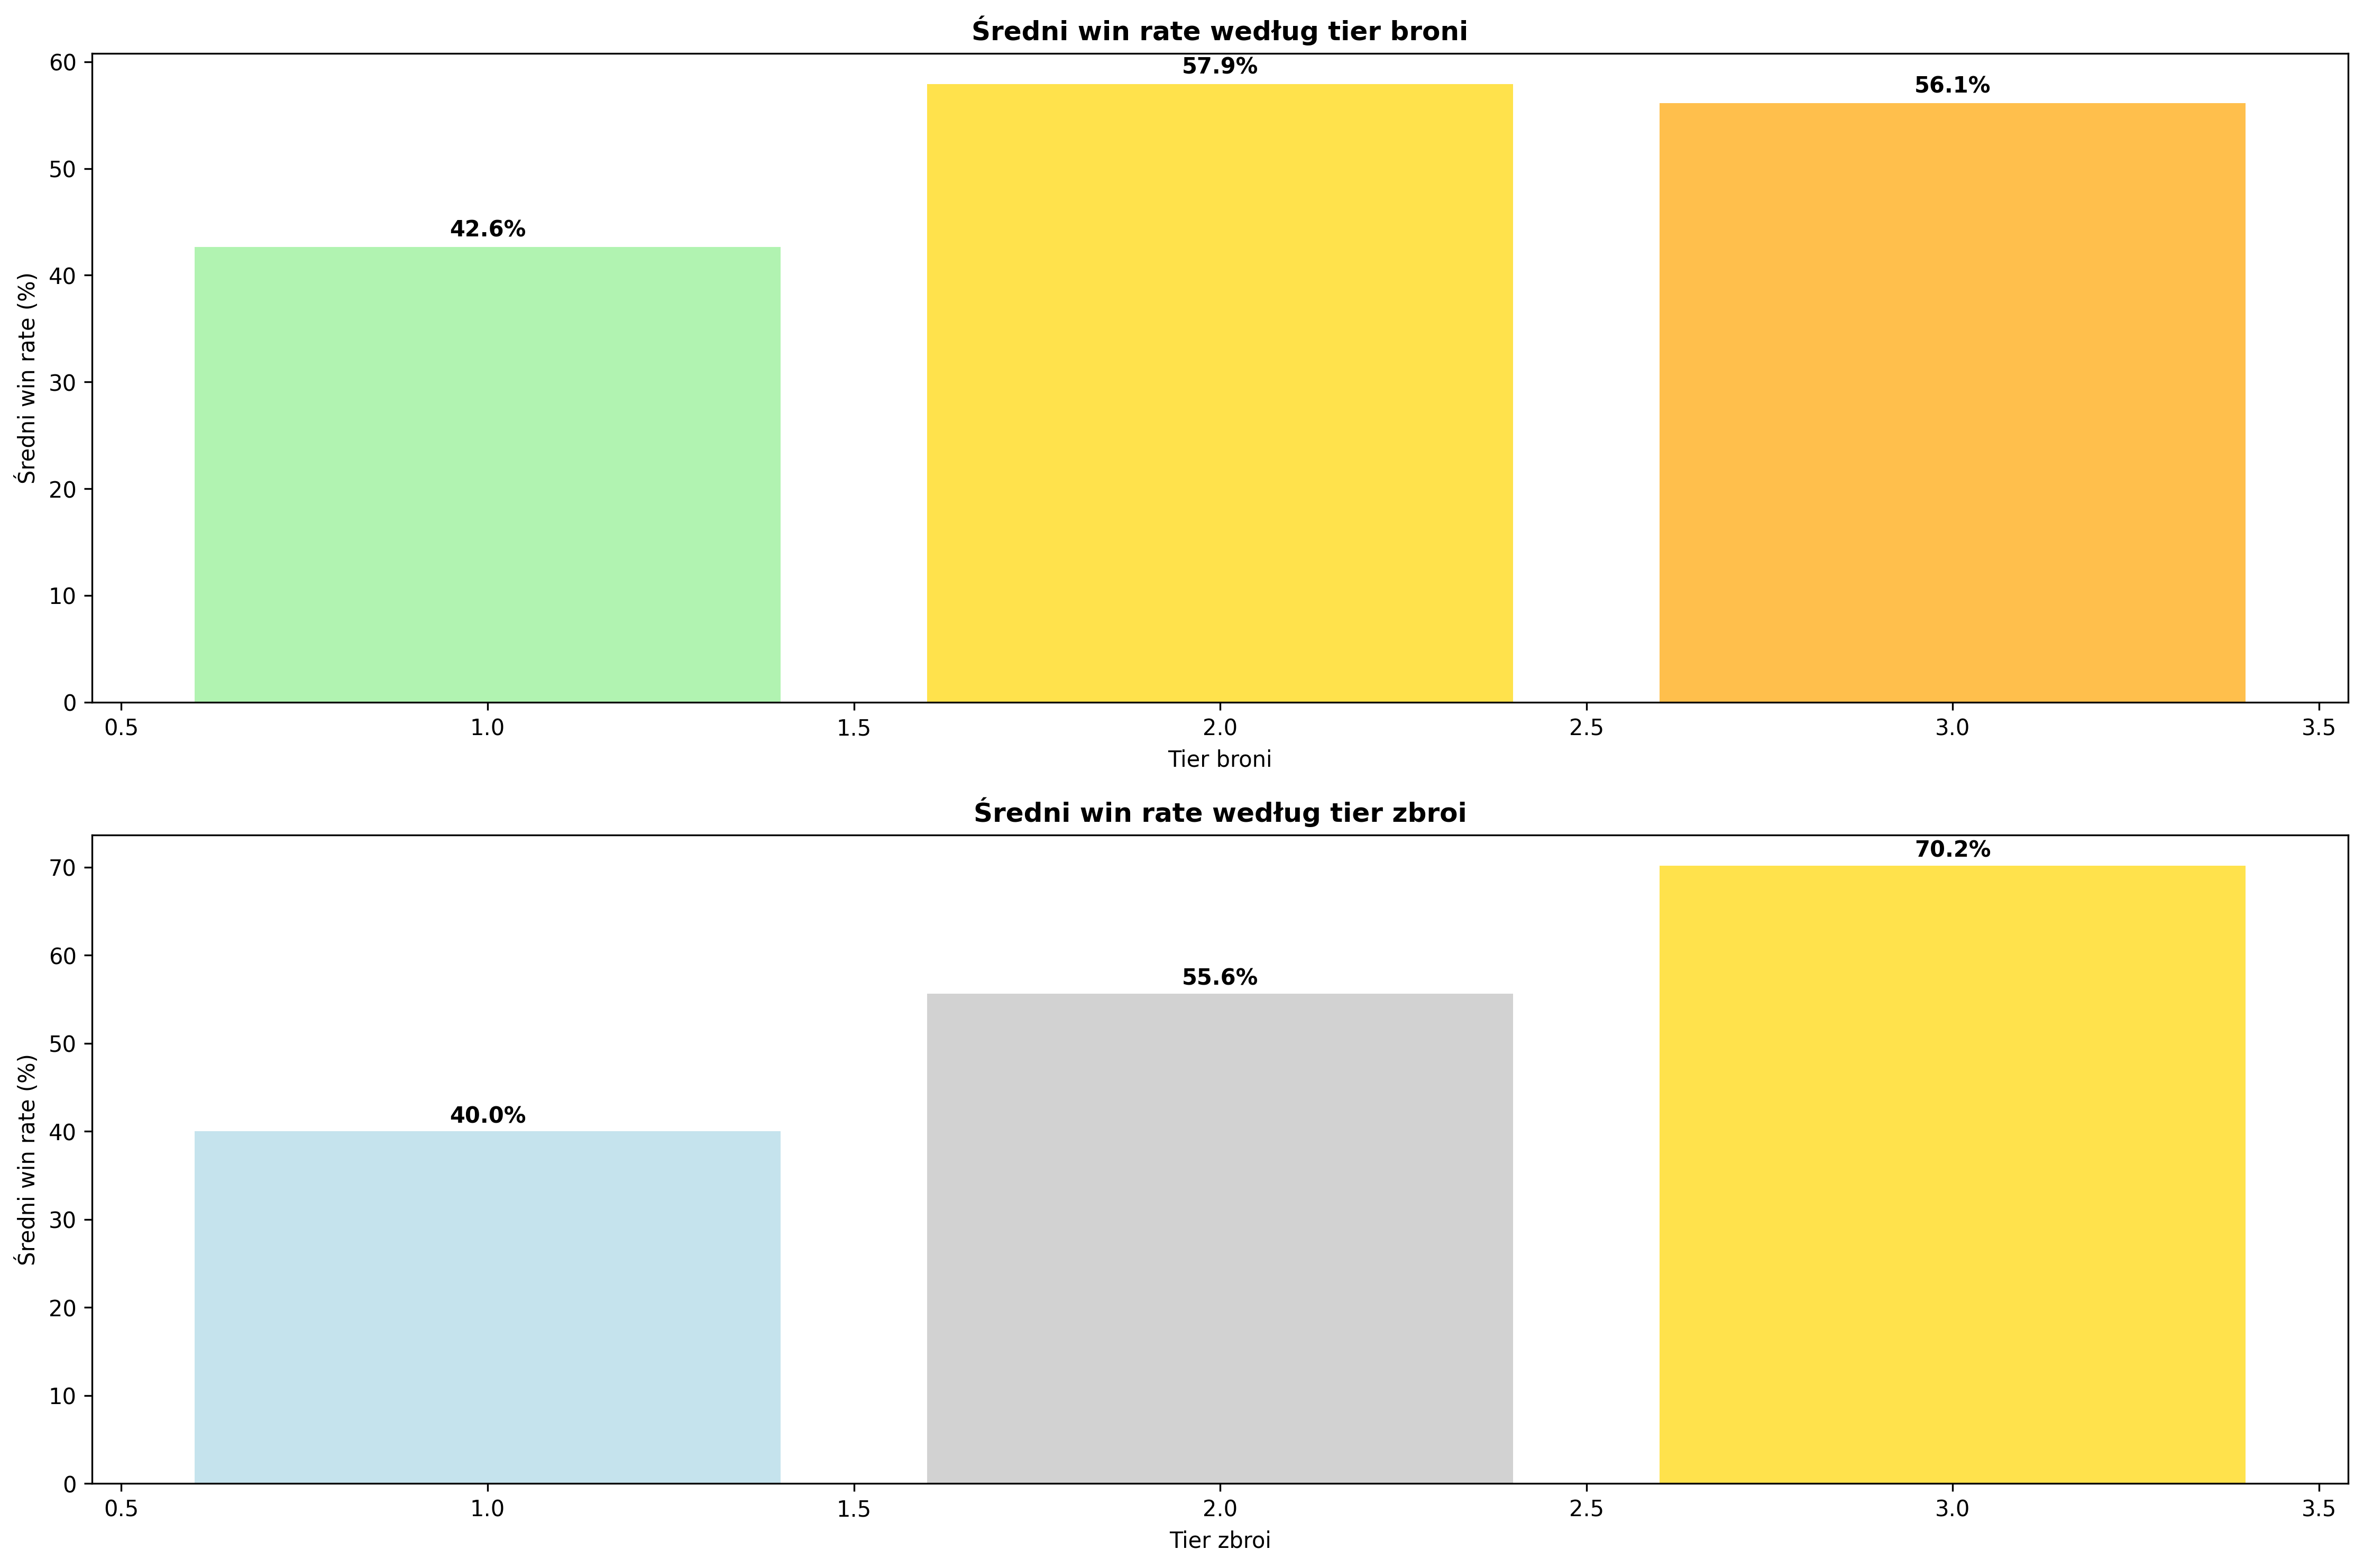 Średni win rate według tier broni
60
57.9%
56.1%
50
42.6%
40
Średni win rate (%)
30
20
10
0
0.5 1.0 1.5 2.0 2.5 3.0 3.5
Tier broni
Średni win rate według tier zbroi
70.2%
70
60
55.6%
50
40.0%
40
Średni win rate (%)
30
20
10
0
0.5 1.0 1.5 2.0 2.5 3.0 3.5
Tier zbroi